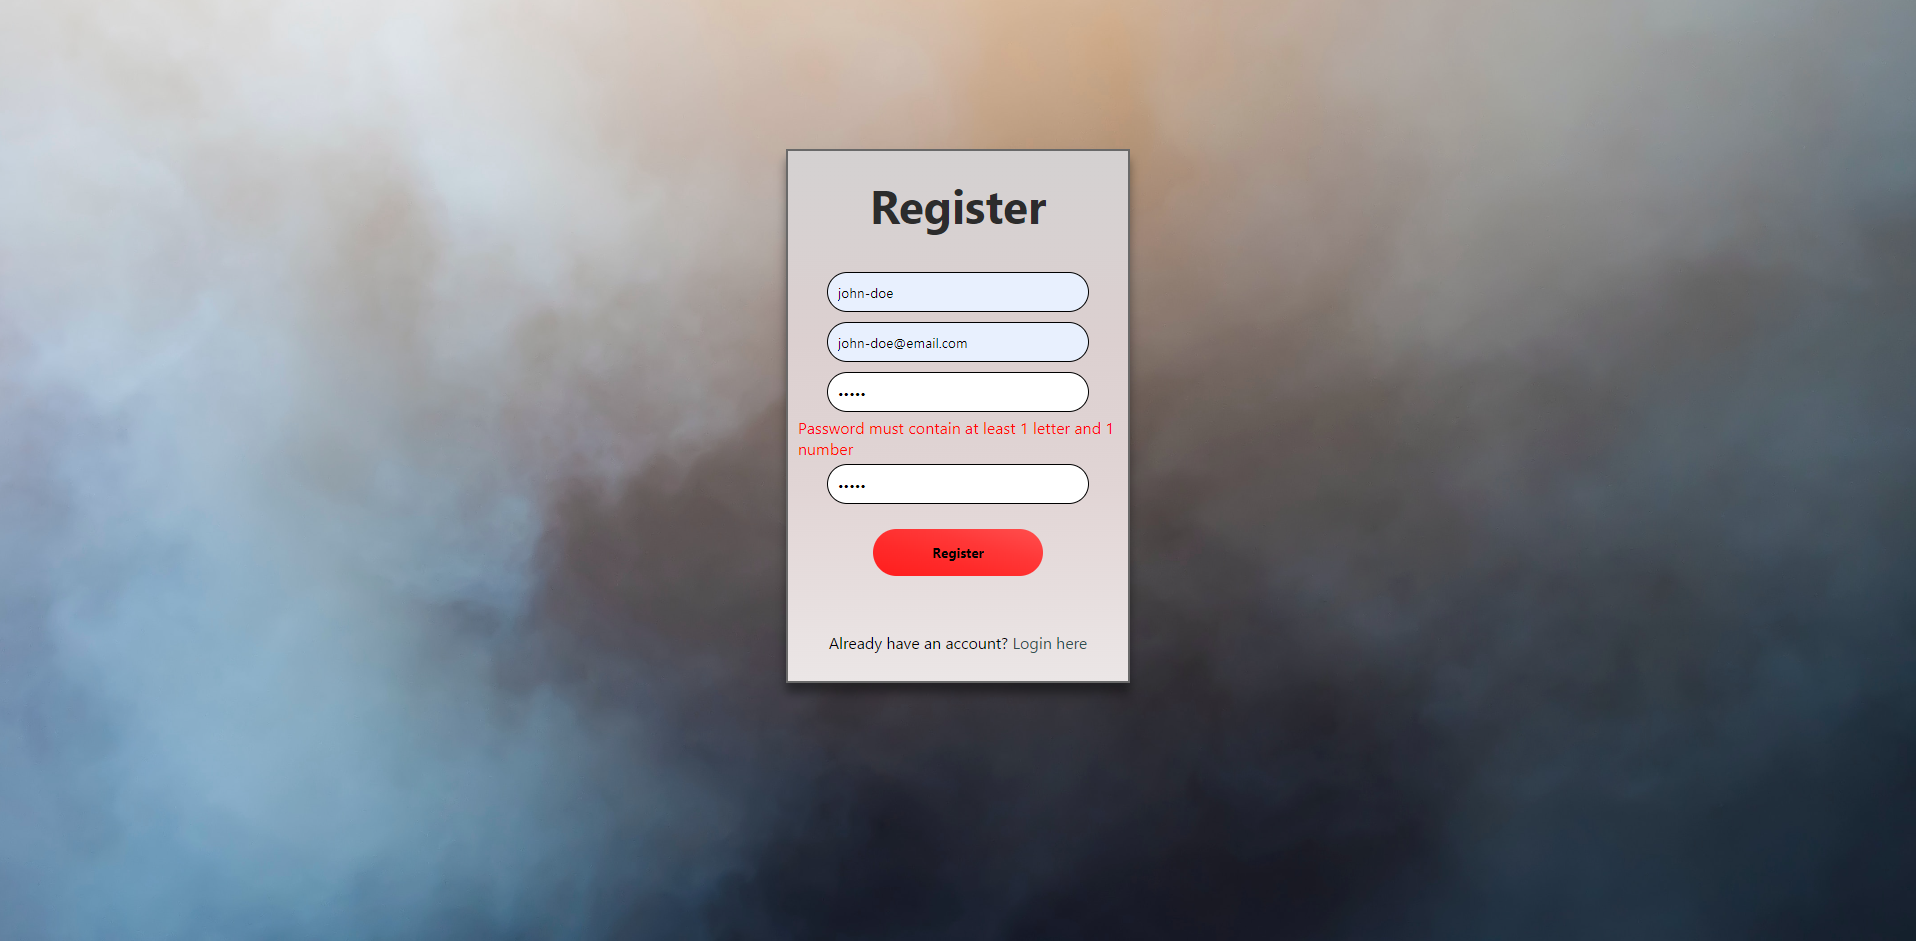 Register
john-doe
john-doe@email.com
•••••
Password must contain at least 1 letter and 1
number
•••••
Register
Already have an account? Login here